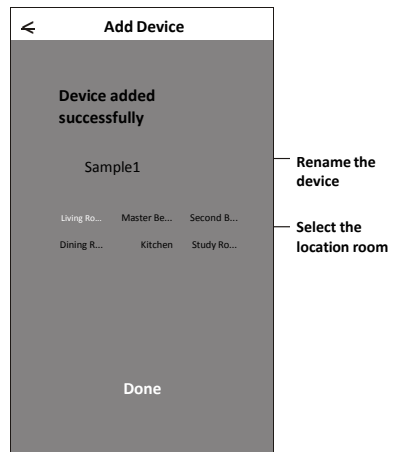 Add Device
Device added
successfully
Sample1
Rename the
device
Living Ro... Master Be... Second B...
Dining R... Kitchen Study Ro...
Select the
location room
Done